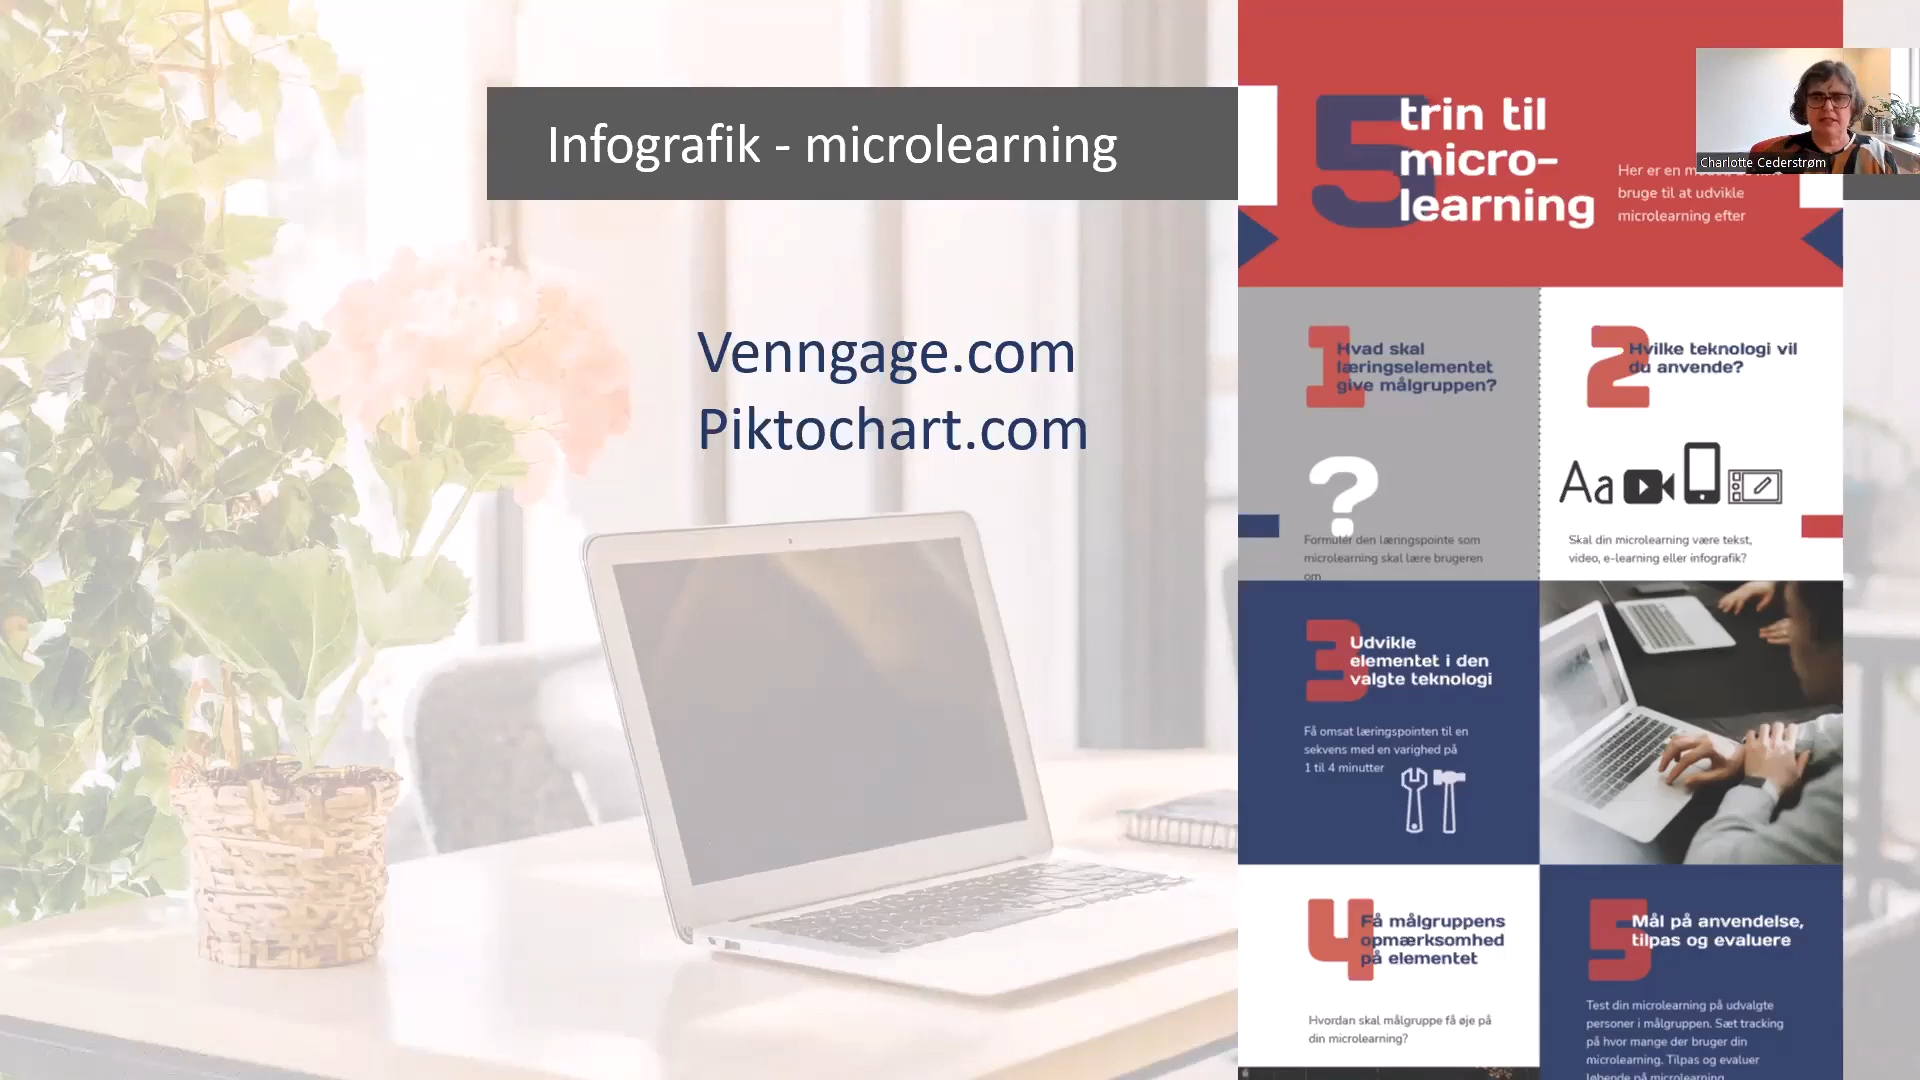 Infografik - microlearning
Venngage.com
Piktochart.com
5
trin til
micro-
learning
Her er en
bruge til at udvikle
microlearning efter
Charlotte Cederstrøm
1
Hvad skal
læringselementet
give målgruppen?
?
Formuler den læringspointe som
microlearning skal lære brugeren
om
2
Hvilke teknologi vil
du anvende?
Aa
Skal din microlearning være tekst,
video, e-learning eller infografik?
3
Udvikle
elementet i den
valgte teknologi
Få omsat læringspointen til en
sekvens med en varighed på
1 til 4 minutter
4
Få målgruppens
opmærksomhed
på elementet
Hvordan skal målgruppe få øje på
din microlearning?
5
Mål på anvendelse,
tilpas og evaluere
Test din microlearning på udvalgte
personer i målgruppen. Sæt tracking
på hvor mange der bruger din
microlearning. Tilpas og evaluer
løbende på microlearning